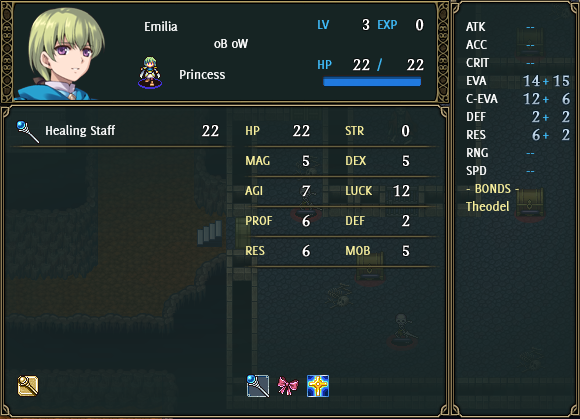 Emilia
oB oW
Princess
LV 3 EXP 0
HP 22 / 22
Healing Staff 22
HP 22 STR 0
MAG 5 DEX 5
AGI 7 LUCK 12
PROF 6 DEF 2
RES 6 MOB 5
ATK --
ACC --
CRIT --
EVA 14 + 15
C-EVA 12 + 6
DEF 2 + 2
RES 6 + 2
RNG --
SPD --
- BONDS -
Theodel